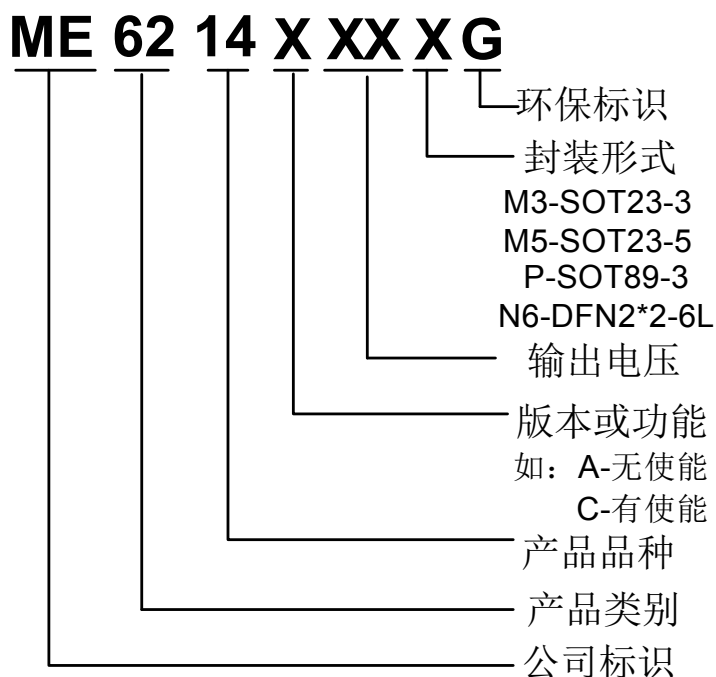 ME 62 14 X XX X G
环保标识
封装形式
M3-SOT23-3
M5-SOT23-5
P-SOT89-3
N6-DFN2*2-6L
输出电压
版本或功能
如：A-无使能
C-有使能
产品品种
产品类别
公司标识